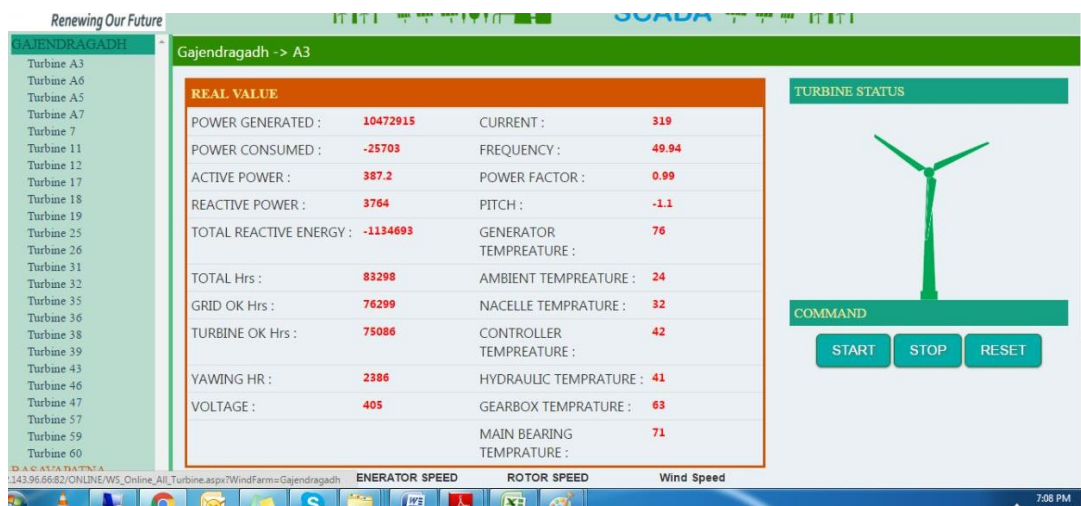 Renewing Our Future
SCADA
GAJENDRAGADH
Turbine A3
Turbine A6
Turbine A5
Turbine A7
Turbine 7
Turbine 11
Turbine 12
Turbine 17
Turbine 18
Turbine 19
Turbine 25
Turbine 26
Turbine 31
Turbine 32
Turbine 35
Turbine 36
Turbine 38
Turbine 39
Turbine 43
Turbine 46
Turbine 47
Turbine 57
Turbine 59
Turbine 60
BASAVAPATNA
Gajendragadh -> A3
REAL VALUE
POWER GENERATED : 10472915 CURRENT : 319
POWER CONSUMED : -25703 FREQUENCY : 49.94
ACTIVE POWER : 387.2 POWER FACTOR : 0.99
REACTIVE POWER : 3764 PITCH : -1.1
TOTAL REACTIVE ENERGY : -1134693 GENERATOR 76
TEMPREATURE :
TOTAL Hrs : 83298 AMBIENT TEMPREATURE : 24
GRID OK Hrs : 76299 NACELLE TEMPRATURE : 32
TURBINE OK Hrs : 75086 CONTROLLER 42
TEMPREATURE :
YAWING HR : 2386 HYDRAULIC TEMPRATURE : 41
VOLTAGE : 405 GEARBOX TEMPRATURE : 63
MAIN BEARING 71
TEMPRATURE :
ENERATOR SPEED ROTOR SPEED Wind Speed
TURBINE STATUS
COMMAND
START STOP RESET
.143.96.66:82/ONLINE/WS_Online_All_Turbine.aspx?WindFarm=Gajendragadh
7:08 PM